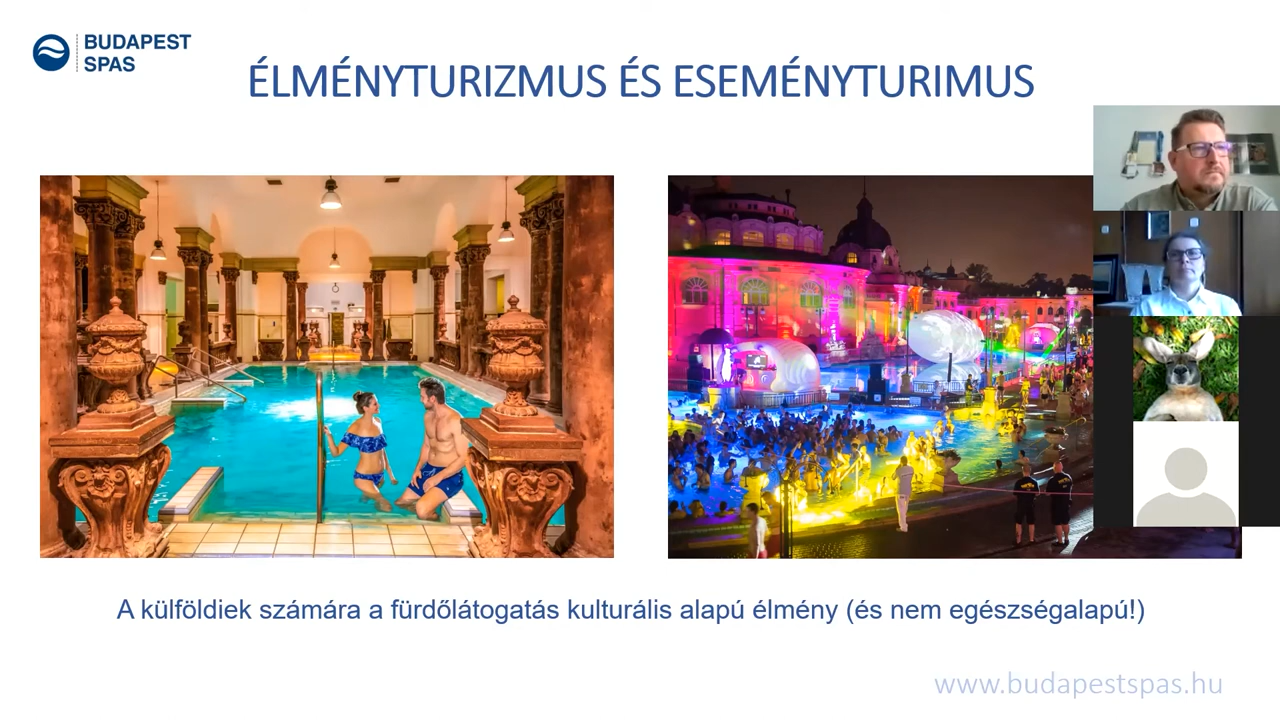 BUDAPEST
SPAS
ÉLMÉNYTURIZMUS ÉS ESEMÉNYTURIMUS
A külföldiek számára a fürdőlátogatás kulturális alapú élmény (és nem egészségalapú!)
www.budapestspas.hu